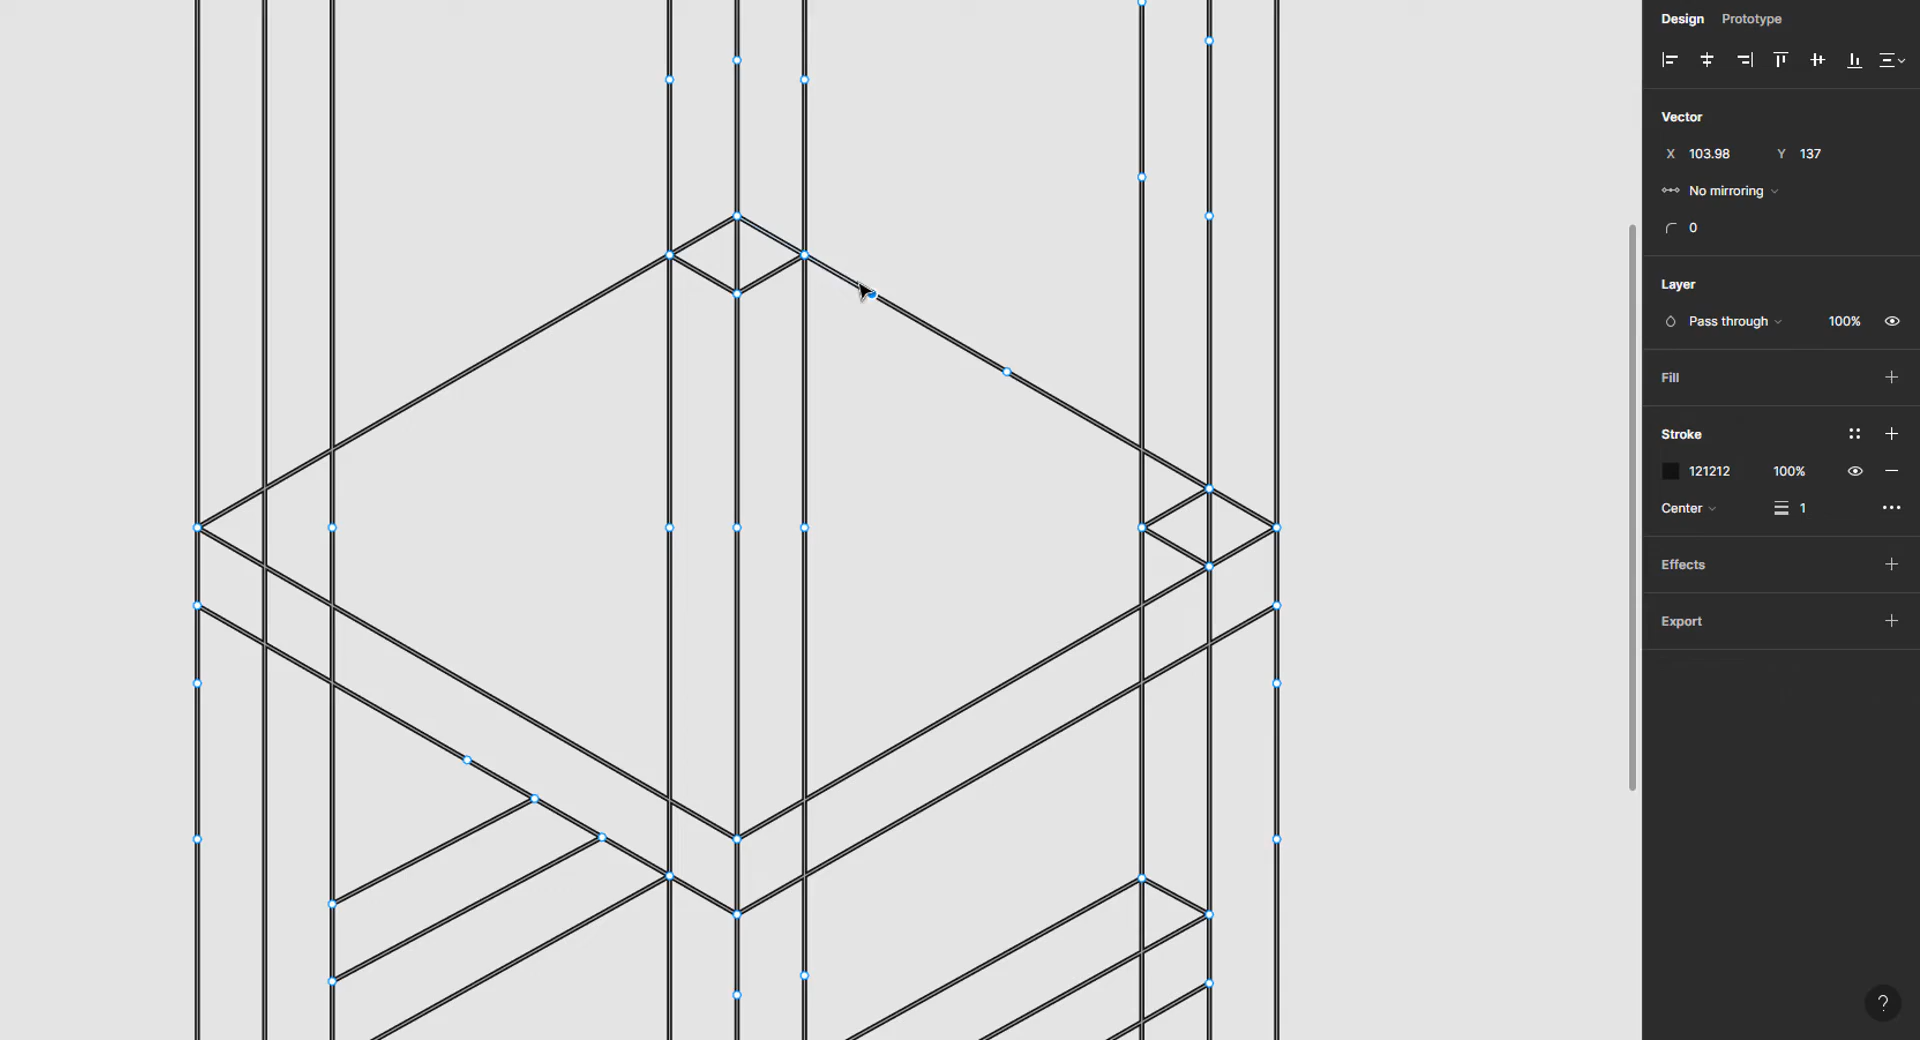 Design Prototype
Vector
X 103.98 Y 137
No mirroring
0
Layer
Pass through 100%
Fill
Stroke
121212 100%
Center 1
Effects
Export
?